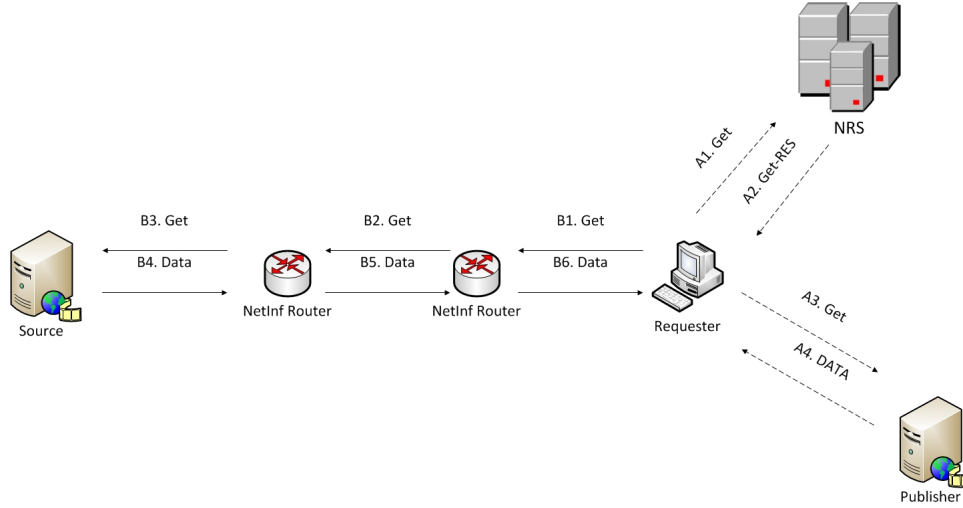 NRS
A1. Get
A2. Get-RES
B3. Get
B2. Get
B1. Get
B4. Data
B5. Data
B6. Data
NetInf Router
NetInf Router
Source
Requester
A3. Get
A4. DATA
Publisher